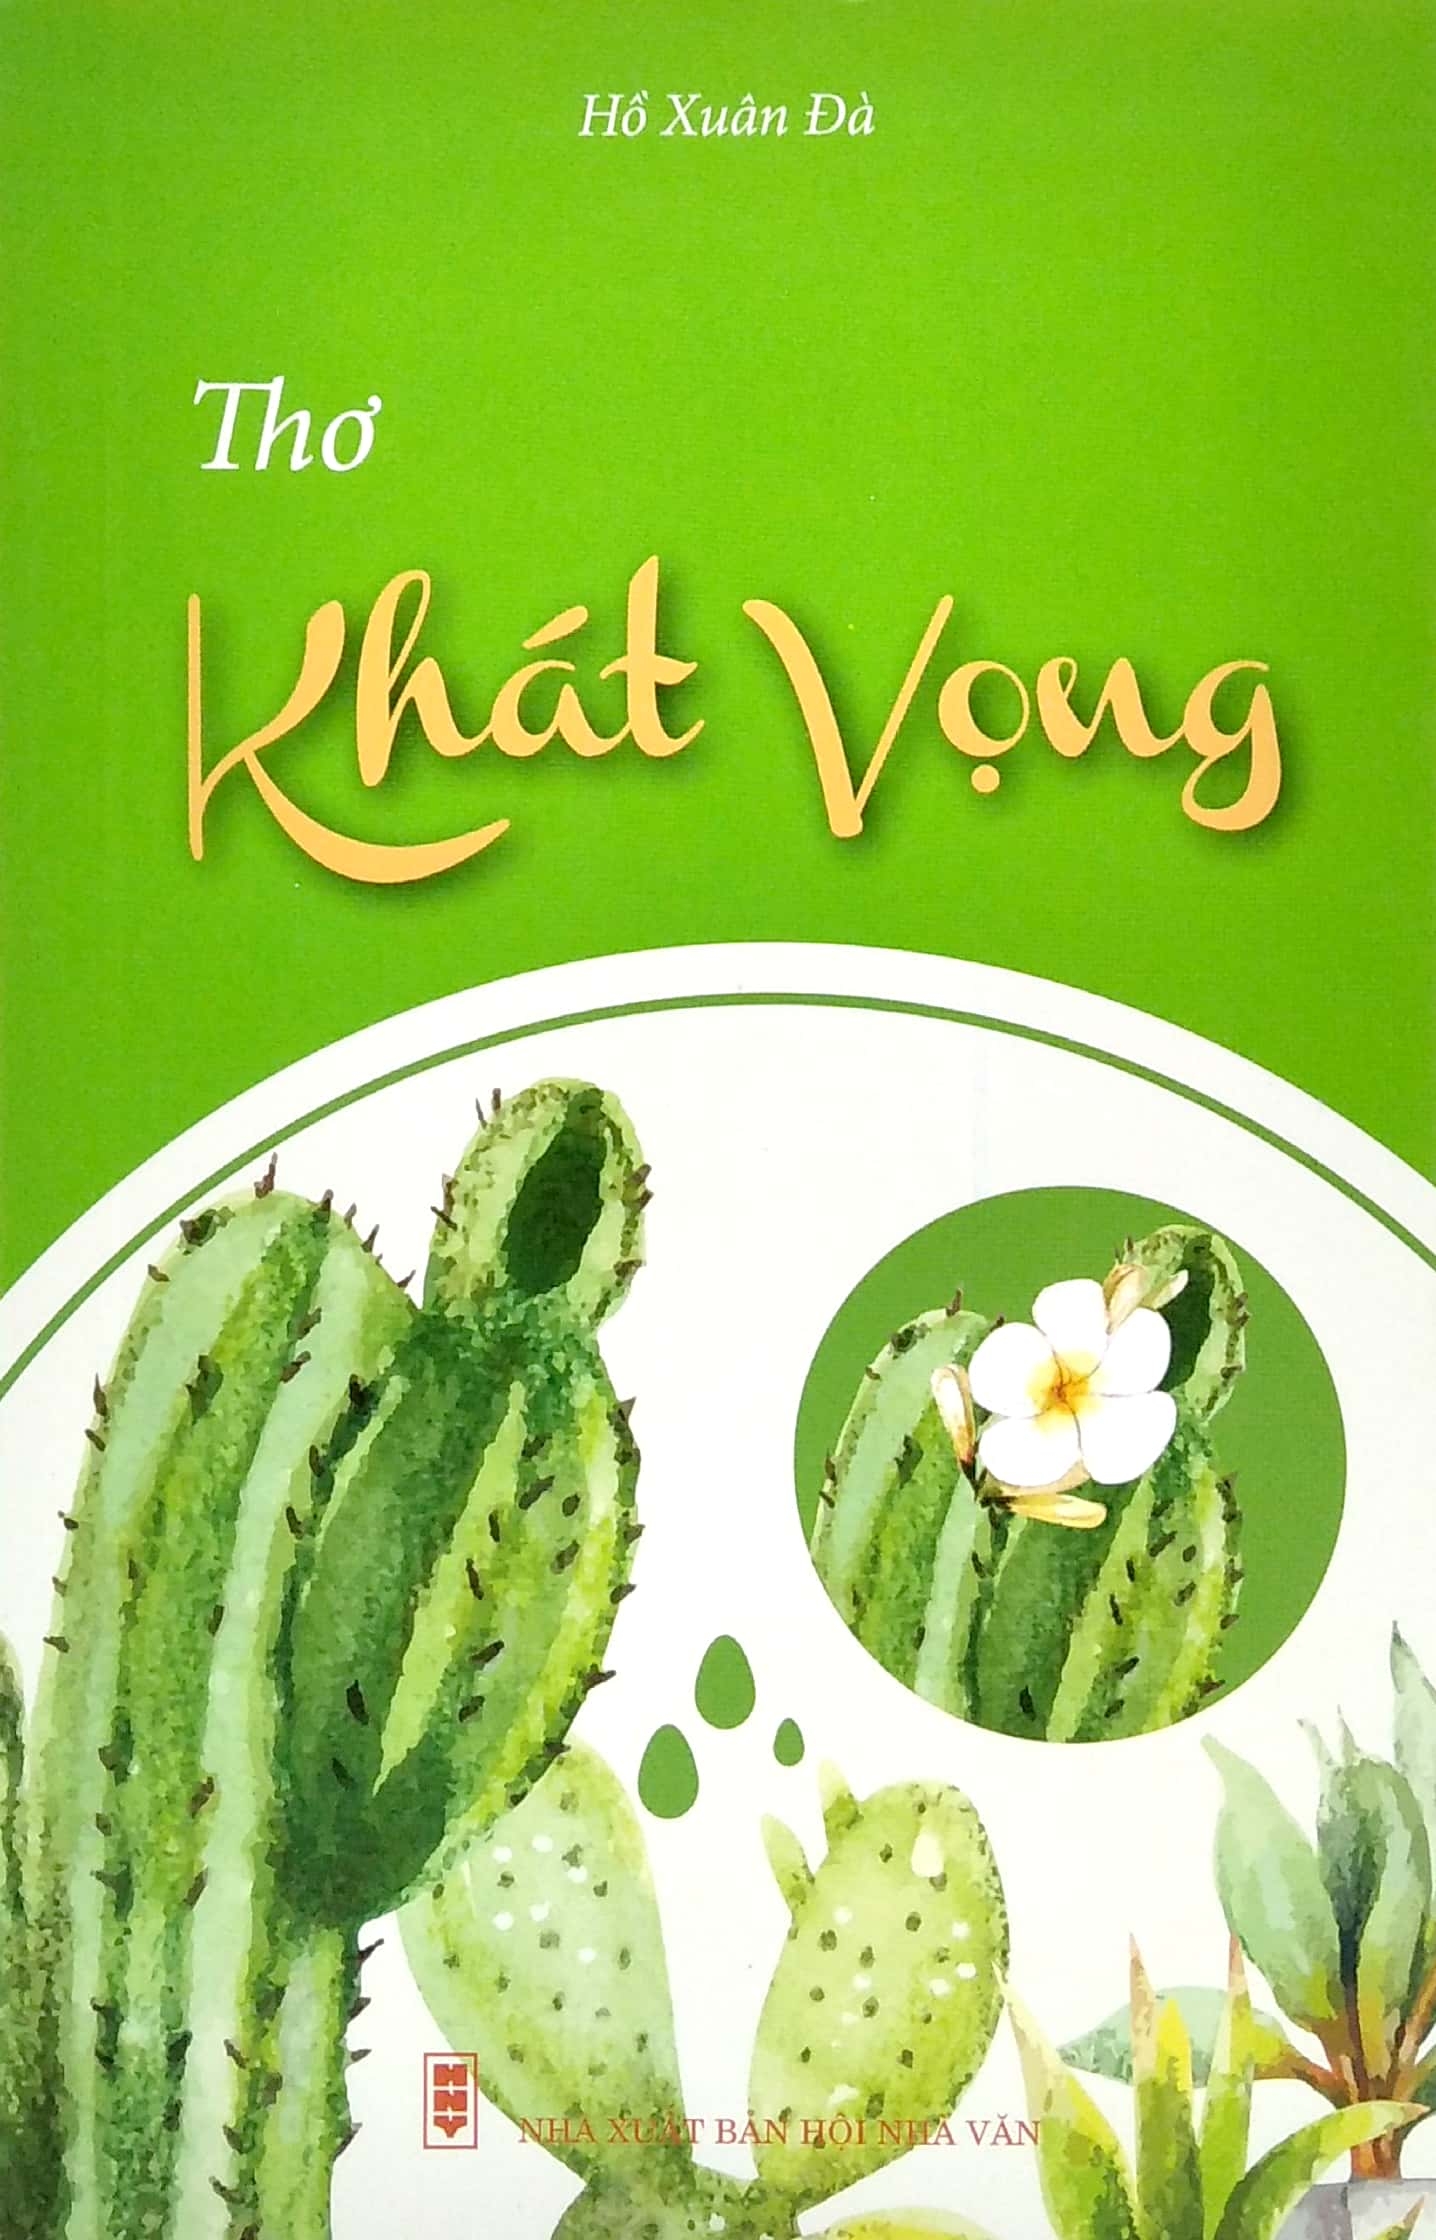 Hồ Xuân Đà
Thơ
Khát Vọng
NHÀ XUẤT BẢN HỘI NHÀ VĂN